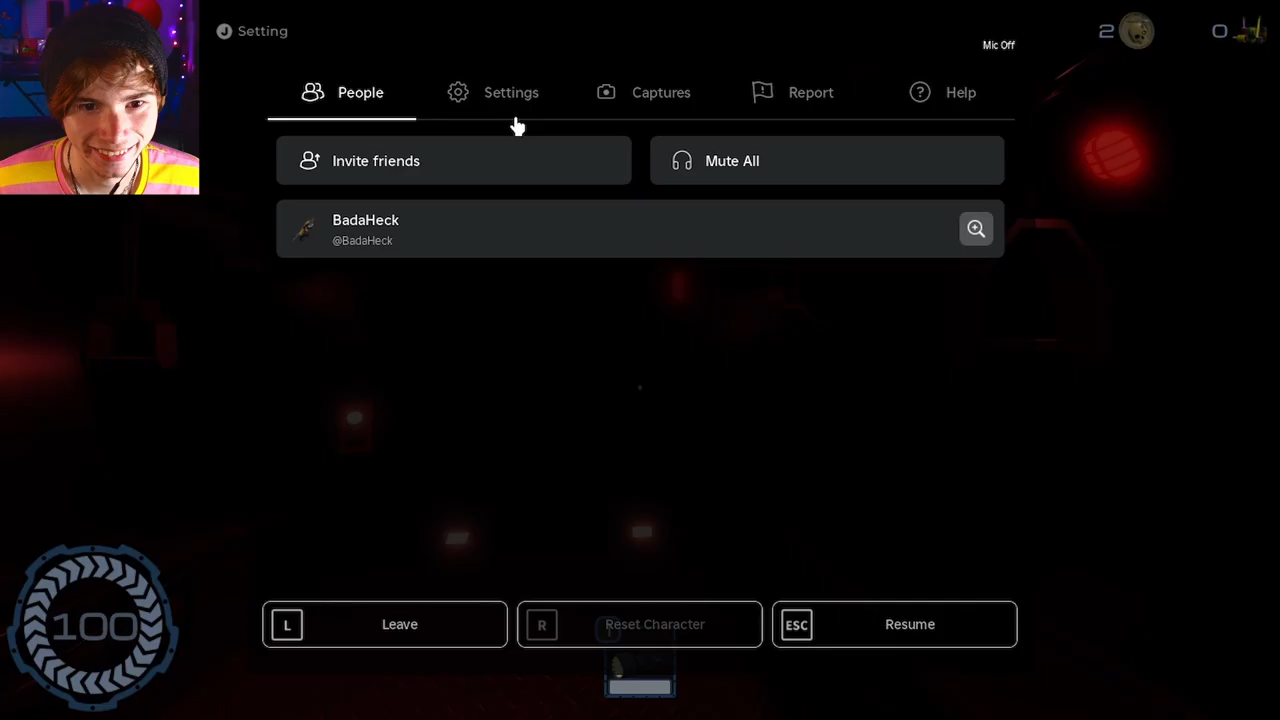 J Setting
2
0
Mic Off
People
Settings
Captures
Report
Help
Invite friends
Mute All
BadaHeck
@BadaHeck
100
L Leave
R Reset Character
ESC Resume
1